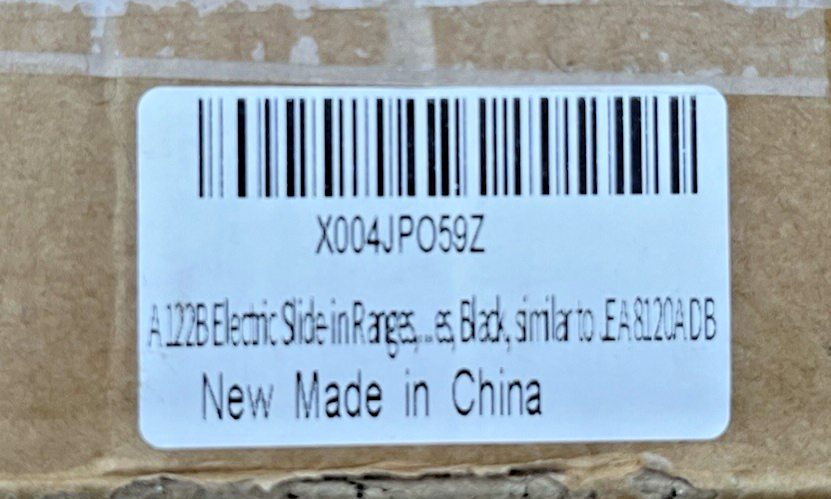 X004JPO59Z
A122B Electric Slide-in Ranges,...es, Black, similar to .EA8120ADB
New Made in China